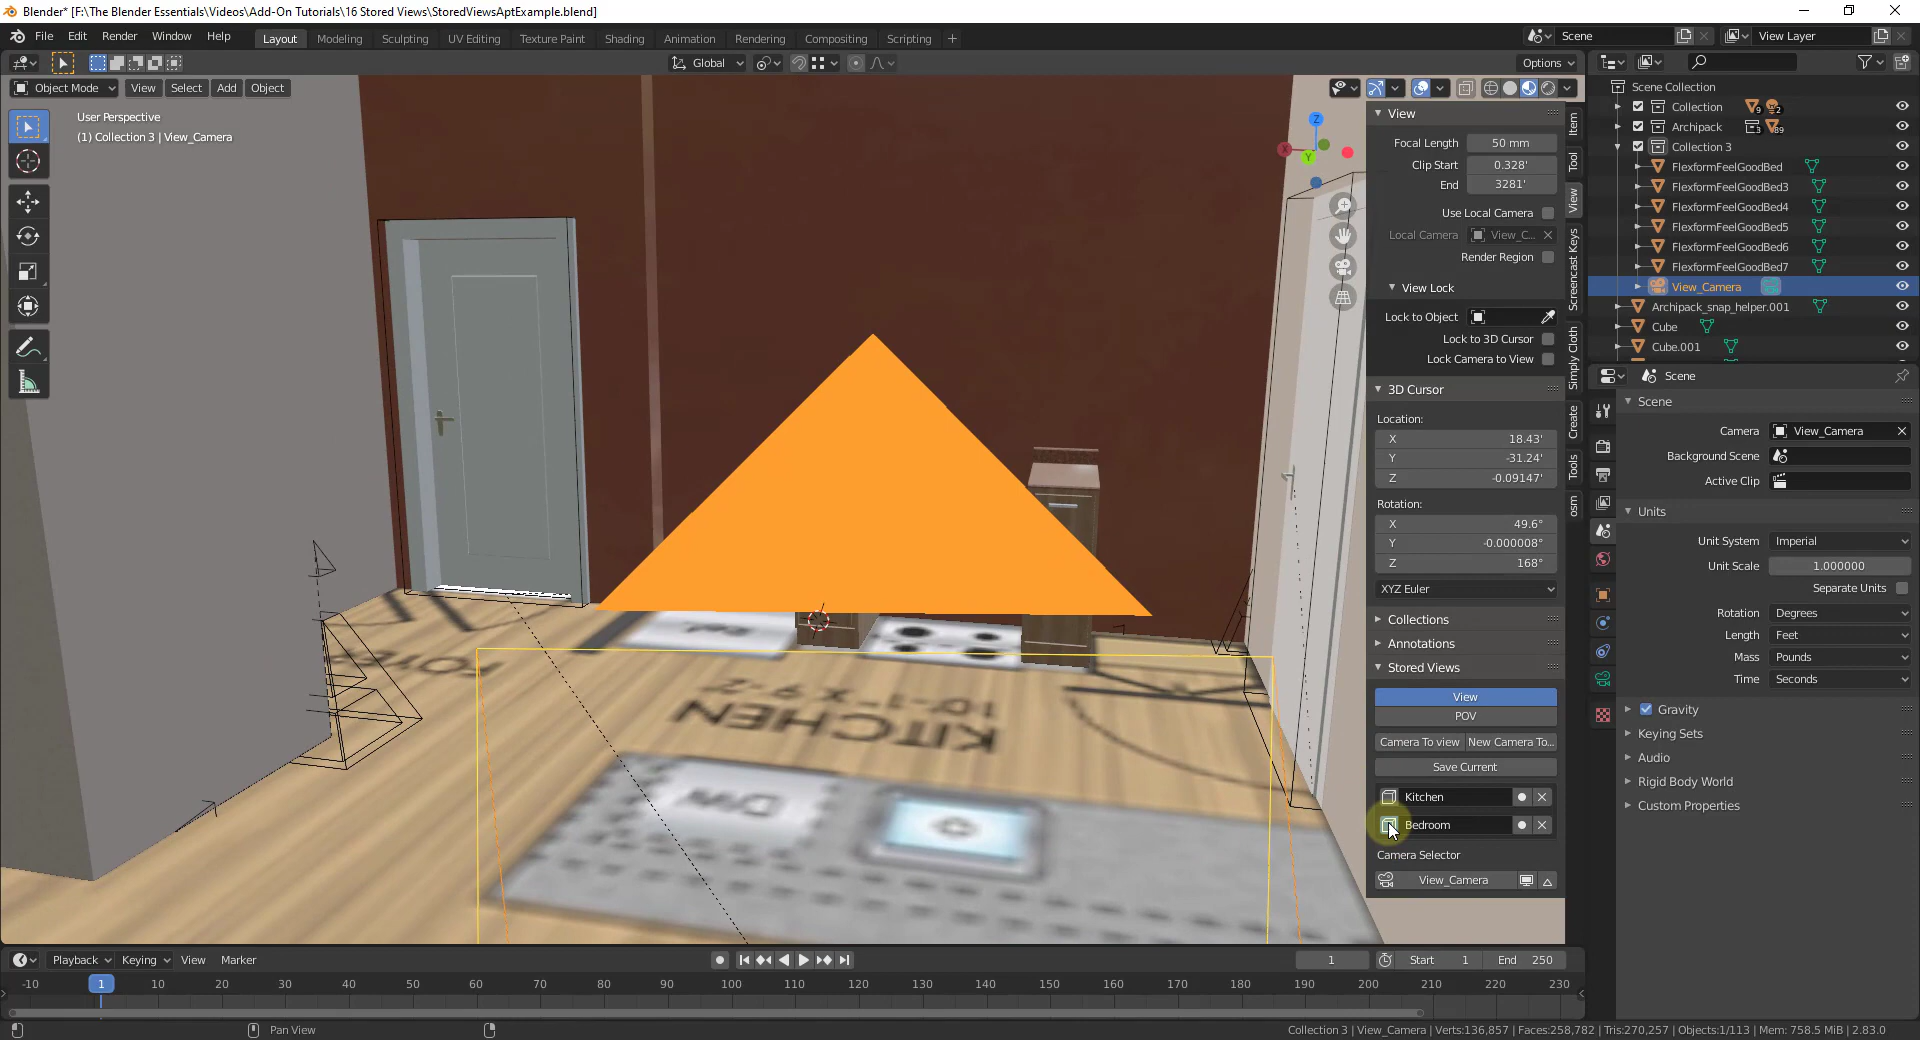 Blender* [F:\The Blender Essentials\Videos\Add-On Tutorials\16 Stored Views\StoredViewsAptExample.blend]
File Edit Render Window Help
Layout Modeling Sculpting UV Editing Texture Paint Shading Animation Rendering Compositing Scripting +
Scene
View Layer
Global
Options
Object Mode View Select Add Object
User Perspective
(1) Collection 3 | View_Camera
Z
X
Y
KITCHEN
10'-1" X 9'-2"
DW
View
Focal Length 50 mm
Clip Start 0.328'
End 3281'
Use Local Camera
Local Camera View_C...
Render Region
View Lock
Lock to Object
Lock to 3D Cursor
Lock Camera to View
3D Cursor
Location:
X 18.43'
Y -31.24'
Z -0.09147'
Rotation:
X 49.6°
Y -0.000008°
Z 168°
XYZ Euler
Collections
Annotations
Stored Views
View
POV
Camera To view New Camera To...
Save Current
Kitchen
Bedroom
Camera Selector
View_Camera
Item
Tool
View
Screencast Keys
Simply Cloth
Create
Tools
osm
Scene Collection
Collection 9 2
Archipack 3 89
Collection 3
FlexformFeelGoodBed
FlexformFeelGoodBed3
FlexformFeelGoodBed4
FlexformFeelGoodBed5
FlexformFeelGoodBed6
FlexformFeelGoodBed7
View_Camera
Archipack_snap_helper.001
Cube
Cube.001
Scene
Scene
Camera View_Camera
Background Scene
Active Clip
Units
Unit System Imperial
Unit Scale 1.000000
Separate Units
Rotation Degrees
Length Feet
Mass Pounds
Time Seconds
Gravity
Keying Sets
Audio
Rigid Body World
Custom Properties
Playback Keying View Marker
1 Start 1 End 250
-10 1 10 20 30 40 50 60 70 80 90 100 110 120 130 140 150 160 170 180 190 200 210 220 230
Pan View
Collection 3 | View_Camera | Verts:136,857 | Faces:258,782 | Tris:270,257 | Objects:1/113 | Mem: 758.5 MiB | 2.83.0